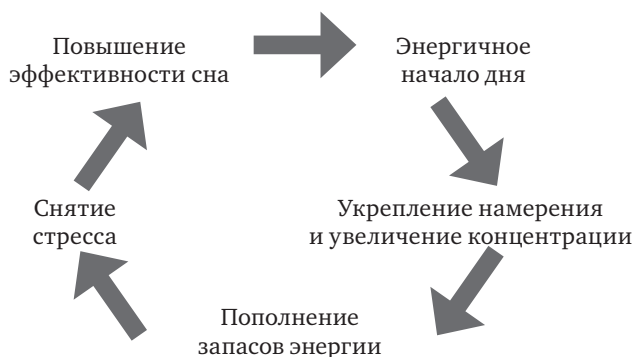 Повышение
эффективности сна
Энергичное
начало дня
Снятие
стресса
Укрепление намерения
и увеличение концентрации
Пополнение
запасов энергии